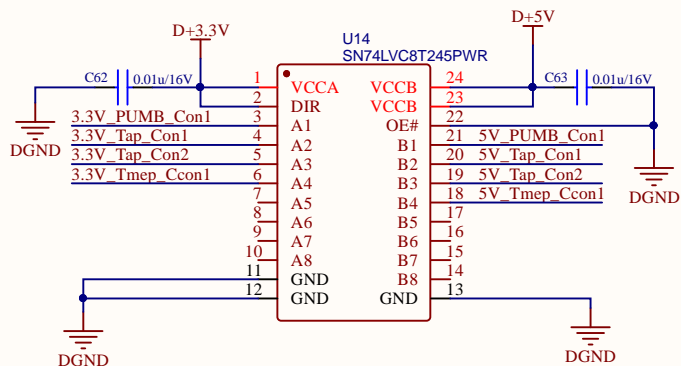 D+3.3V
D+5V
U14
SN74LVC8T245PWR
C62
0.01u/16V
C63
0.01u/16V
1 VCCA VCCB 24
2 DIR VCCB 23
3.3V_PUMB_Con1 3 A1 OE# 22
3.3V_Tap_Con1 4 A2 B1 21 5V_PUMB_Con1
3.3V_Tap_Con2 5 A3 B2 20 5V_Tap_Con1
3.3V_Tmep_Ccon1 6 A4 B3 19 5V_Tap_Con2
7 A5 B4 18 5V_Tmep_Ccon1
8 A6 B5 17
9 A7 B6 16
10 A8 B7 15
11 GND B8 14
12 GND GND 13
DGND
DGND
DGND
DGND